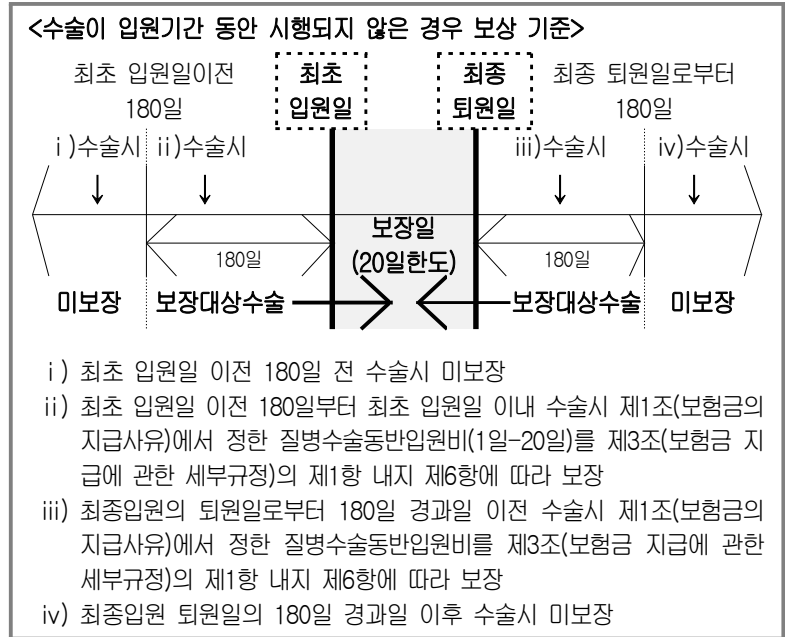 <수술이 입원기간 동안 시행되지 않은 경우 보상 기준>
최초 입원일이전
180일
최초
입원일
최종
퇴원일
최종 퇴원일로부터
180일
ⅰ)수술시
ⅱ)수술시
ⅲ)수술시
ⅳ)수술시
180일
보장일
(20일한도)
180일
미보장
보장대상수술
보장대상수술
미보장
ⅰ) 최초 입원일 이전 180일 전 수술시 미보장
ⅱ) 최초 입원일 이전 180일부터 최초 입원일 이내 수술시 제1조(보험금의
지급사유)에서 정한 질병수술동반입원비(1일-20일)를 제3조(보험금 지
급에 관한 세부규정)의 제1항 내지 제6항에 따라 보장
ⅲ) 최종입원의 퇴원일로부터 180일 경과일 이전 수술시 제1조(보험금의
지급사유)에서 정한 질병수술동반입원비를 제3조(보험금 지급에 관한
세부규정)의 제1항 내지 제6항에 따라 보장
ⅳ) 최종입원 퇴원일의 180일 경과일 이후 수술시 미보장